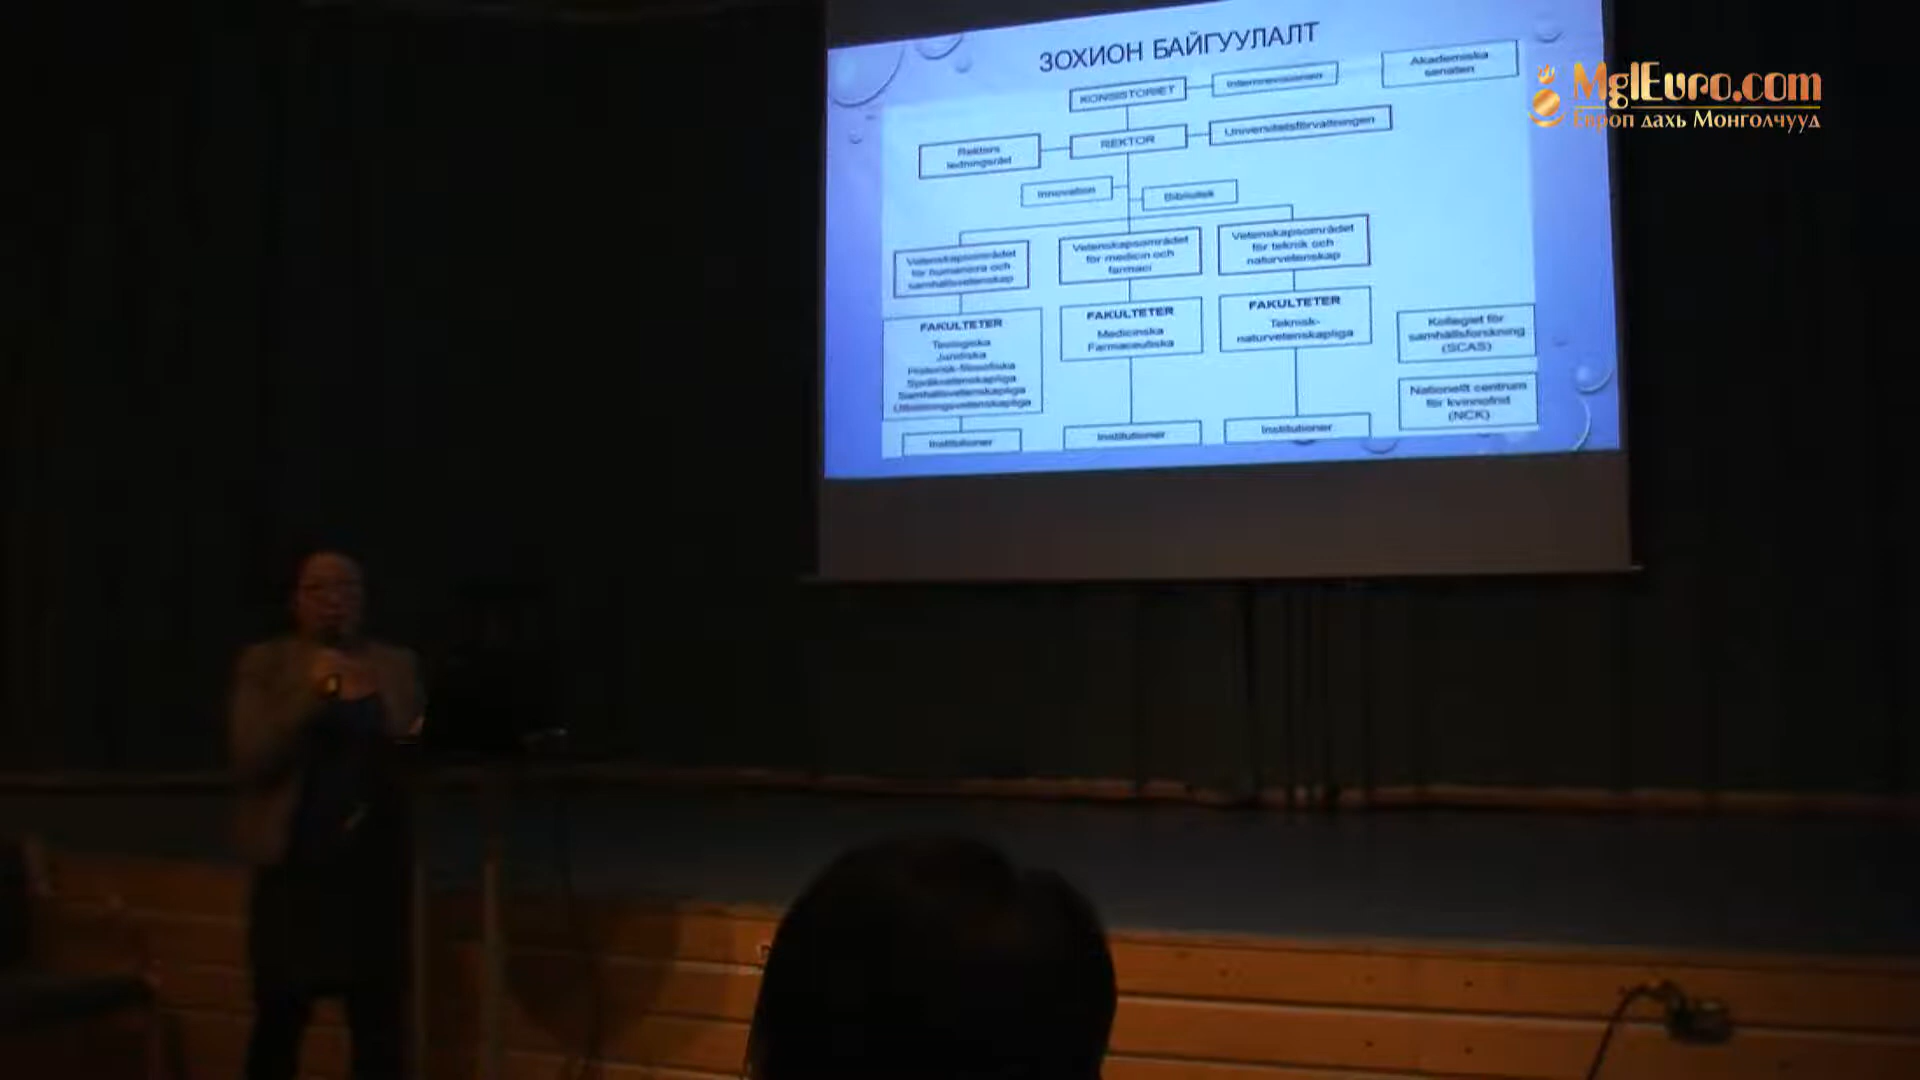 ЗОХИОН БАЙГУУЛАЛТ
KONSISTORIET
Internrevisionen
Akademiska
senaten
MglEuro.com
Европ дахь Монголчууд
Rektors
ledningsråd
REKTOR
Universitetsförvaltningen
Innovation
Bibliotek
Vetenskapsområdet
för humaniora och
samhällsvetenskap
Vetenskapsområdet
för medicin och
farmaci
Vetenskapsområdet
för teknik och
naturvetenskap
FAKULTETER
Teologiska
Juridiska
Historisk-filosofiska
Språkvetenskapliga
Samhällsvetenskapliga
Utbildningsvetenskapliga
FAKULTETER
Medicinska
Farmaceutiska
FAKULTETER
Teknisk-
naturvetenskapliga
Kollegiet för
samhällsforskning
(SCAS)
Nationellt centrum
för kvinnofrid
(NCK)
Institutioner
Institutioner
Institutioner